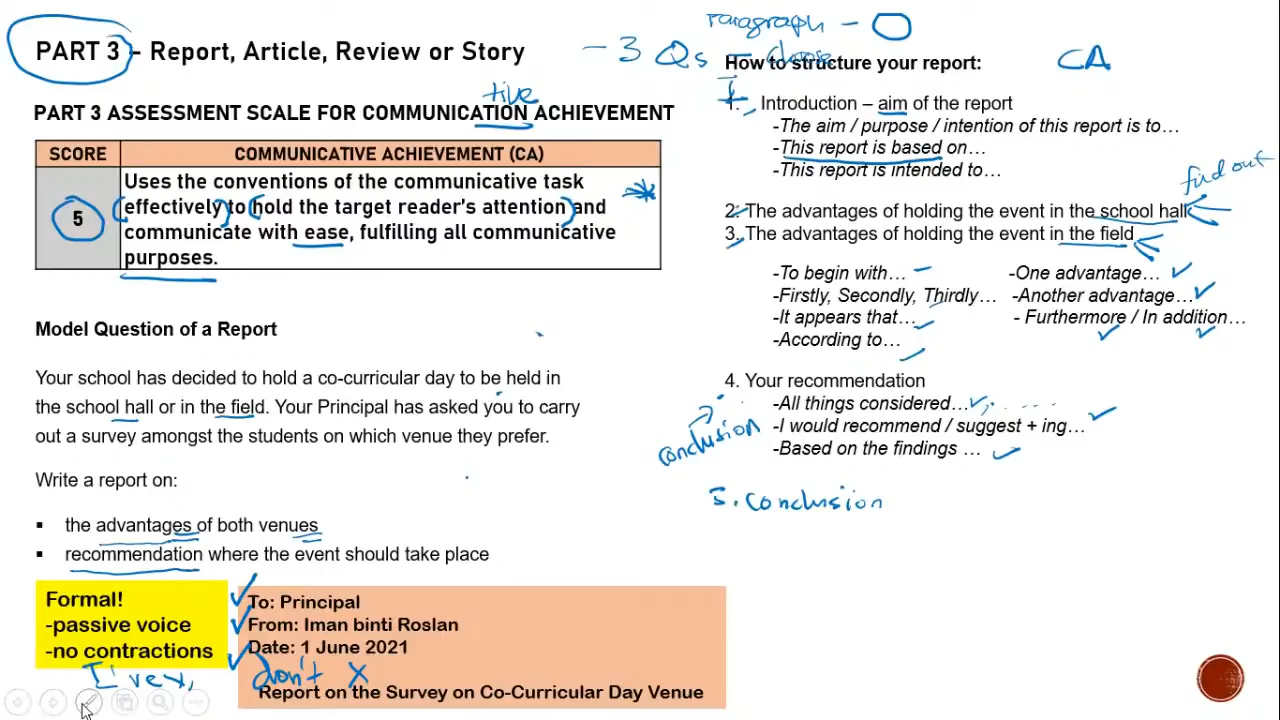 PART 3 – Report, Article, Review or Story
– 3 Qs – choose
tive
PART 3 ASSESSMENT SCALE FOR COMMUNICATION ACHIEVEMENT
SCORE
COMMUNICATIVE ACHIEVEMENT (CA)
5
Uses the conventions of the communicative task
effectively to hold the target reader's attention and
communicate with ease, fulfilling all communicative
purposes.
Model Question of a Report
Your school has decided to hold a co-curricular day to be held in
the school hall or in the field. Your Principal has asked you to carry
out a survey amongst the students on which venue they prefer.
Write a report on:
▪ the advantages of both venues
▪ recommendation where the event should take place
Formal!
-passive voice
-no contractions
I've x, don't x
To: Principal
From: Iman binti Roslan
Date: 1 June 2021
Report on the Survey on Co-Curricular Day Venue
Paragraph –
How to structure your report:
CA
1. Introduction – aim of the report
-The aim / purpose / intention of this report is to…
-This report is based on…
-This report is intended to…
find out
2. The advantages of holding the event in the school hall
3. The advantages of holding the event in the field
-To begin with…
-Firstly, Secondly, Thirdly…
-It appears that…
-According to…
-One advantage…
-Another advantage…
- Furthermore / In addition…
4. Your recommendation
-All things considered…
-I would recommend / suggest + ing…
-Based on the findings …
conclusion
5. Conclusion